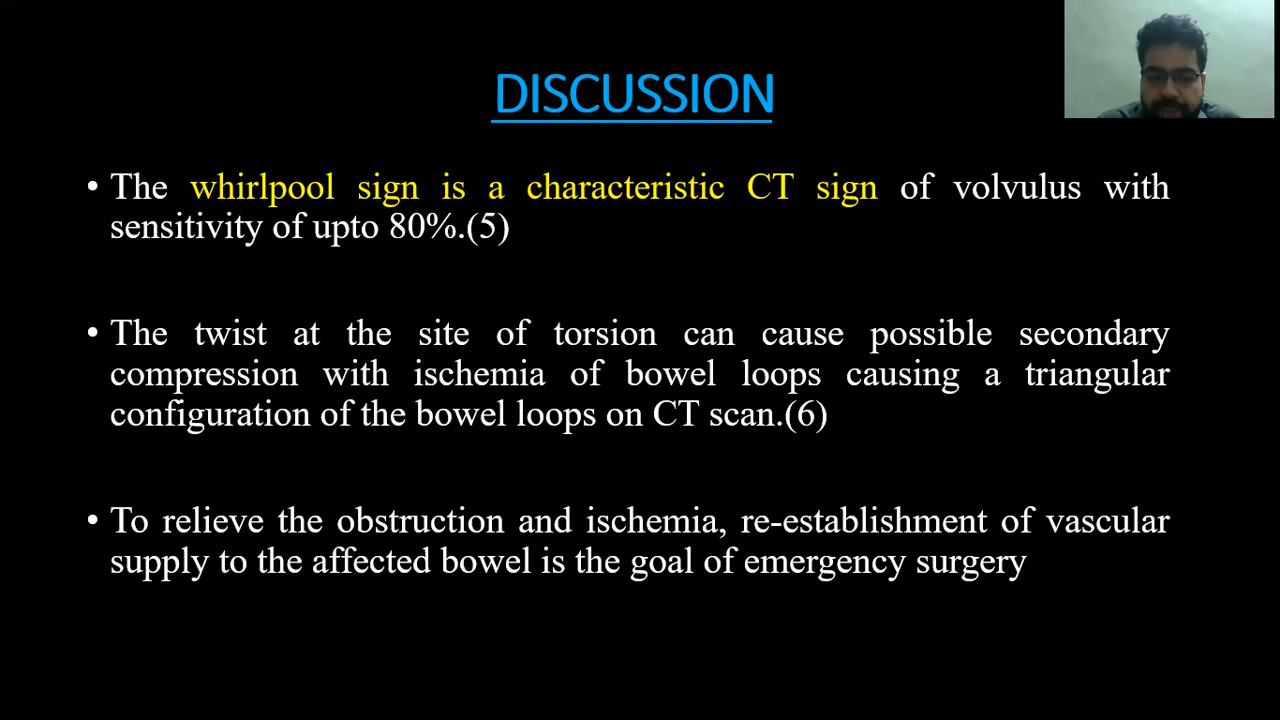 DISCUSSION
• The whirlpool sign is a characteristic CT sign of volvulus with
sensitivity of upto 80%.(5)
• The twist at the site of torsion can cause possible secondary
compression with ischemia of bowel loops causing a triangular
configuration of the bowel loops on CT scan.(6)
• To relieve the obstruction and ischemia, re-establishment of vascular
supply to the affected bowel is the goal of emergency surgery